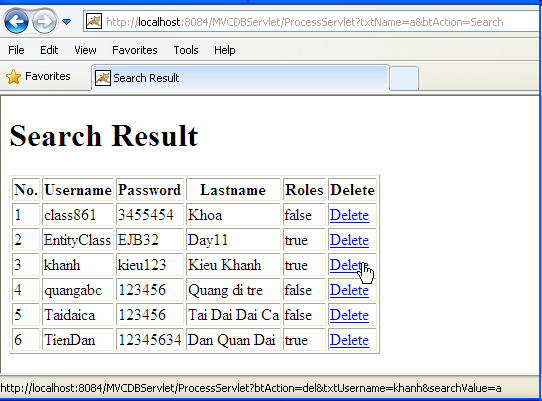 http://localhost:8084/MVCDBServlet/ProcessServlet?txtName=a&btAction=Search
File Edit View Favorites Tools Help
Favorites Search Result
Search Result
No. Username Password Lastname Roles Delete
1 class861 3455454 Khoa false Delete
2 EntityClass EJB32 Day11 true Delete
3 khanh kieu123 Kieu Khanh true Delete
4 quangabc 123456 Quang di tre false Delete
5 Taidaica 123456 Tai Dai Dai Ca false Delete
6 TienDan 12345634 Dan Quan Dai true Delete
http://localhost:8084/MVCDBServlet/ProcessServlet?btAction=del&txtUsername=khanh&searchValue=a